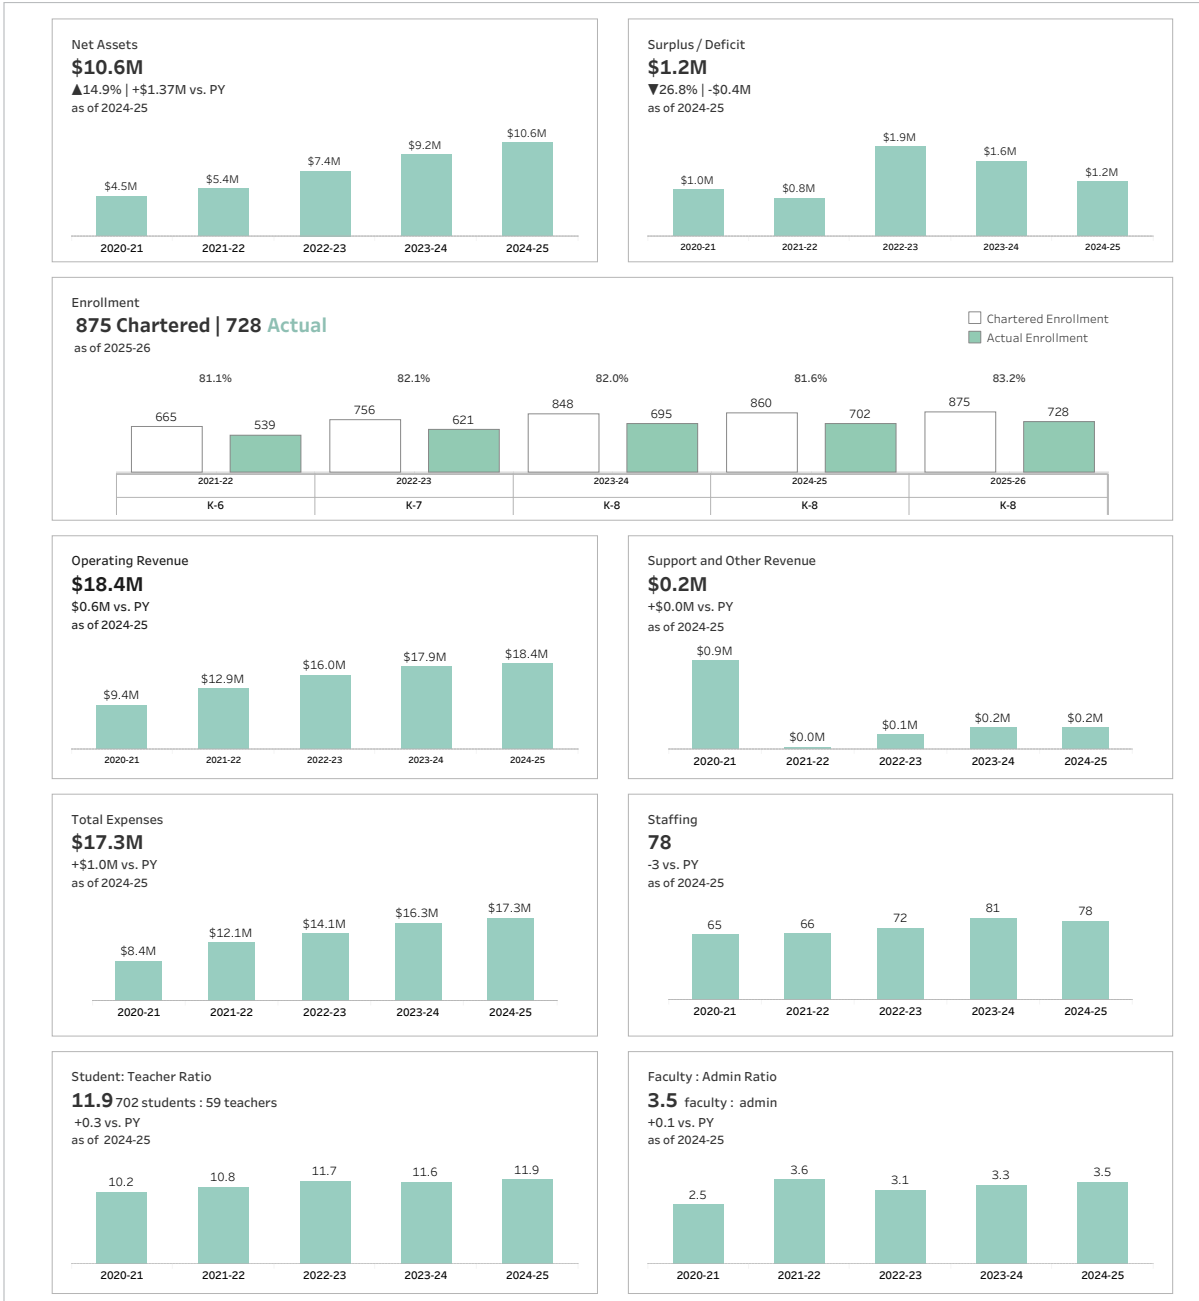 Net Assets
$10.6M
▲14.9% | +$1.37M vs. PY
as of 2024-25
$4.5M $5.4M $7.4M $9.2M $10.6M
2020-21 2021-22 2022-23 2023-24 2024-25
Surplus / Deficit
$1.2M
▼26.8% | -$0.4M
as of 2024-25
$1.0M $0.8M $1.9M $1.6M $1.2M
2020-21 2021-22 2022-23 2023-24 2024-25
Enrollment
875 Chartered | 728 Actual
as of 2025-26
Chartered Enrollment
Actual Enrollment
81.1% 82.1% 82.0% 81.6% 83.2%
665 539 756 621 848 695 860 702 875 728
2021-22 2022-23 2023-24 2024-25 2025-26
K-6 K-7 K-8 K-8 K-8
Operating Revenue
$18.4M
$0.6M vs. PY
as of 2024-25
$9.4M $12.9M $16.0M $17.9M $18.4M
2020-21 2021-22 2022-23 2023-24 2024-25
Support and Other Revenue
$0.2M
+$0.0M vs. PY
as of 2024-25
$0.9M $0.0M $0.1M $0.2M $0.2M
2020-21 2021-22 2022-23 2023-24 2024-25
Total Expenses
$17.3M
+$1.0M vs. PY
as of 2024-25
$8.4M $12.1M $14.1M $16.3M $17.3M
2020-21 2021-22 2022-23 2023-24 2024-25
Staffing
78
-3 vs. PY
as of 2024-25
65 66 72 81 78
2020-21 2021-22 2022-23 2023-24 2024-25
Student: Teacher Ratio
11.9 702 students : 59 teachers
+0.3 vs. PY
as of 2024-25
10.2 10.8 11.7 11.6 11.9
2020-21 2021-22 2022-23 2023-24 2024-25
Faculty : Admin Ratio
3.5 faculty : admin
+0.1 vs. PY
as of 2024-25
2.5 3.6 3.1 3.3 3.5
2020-21 2021-22 2022-23 2023-24 2024-25